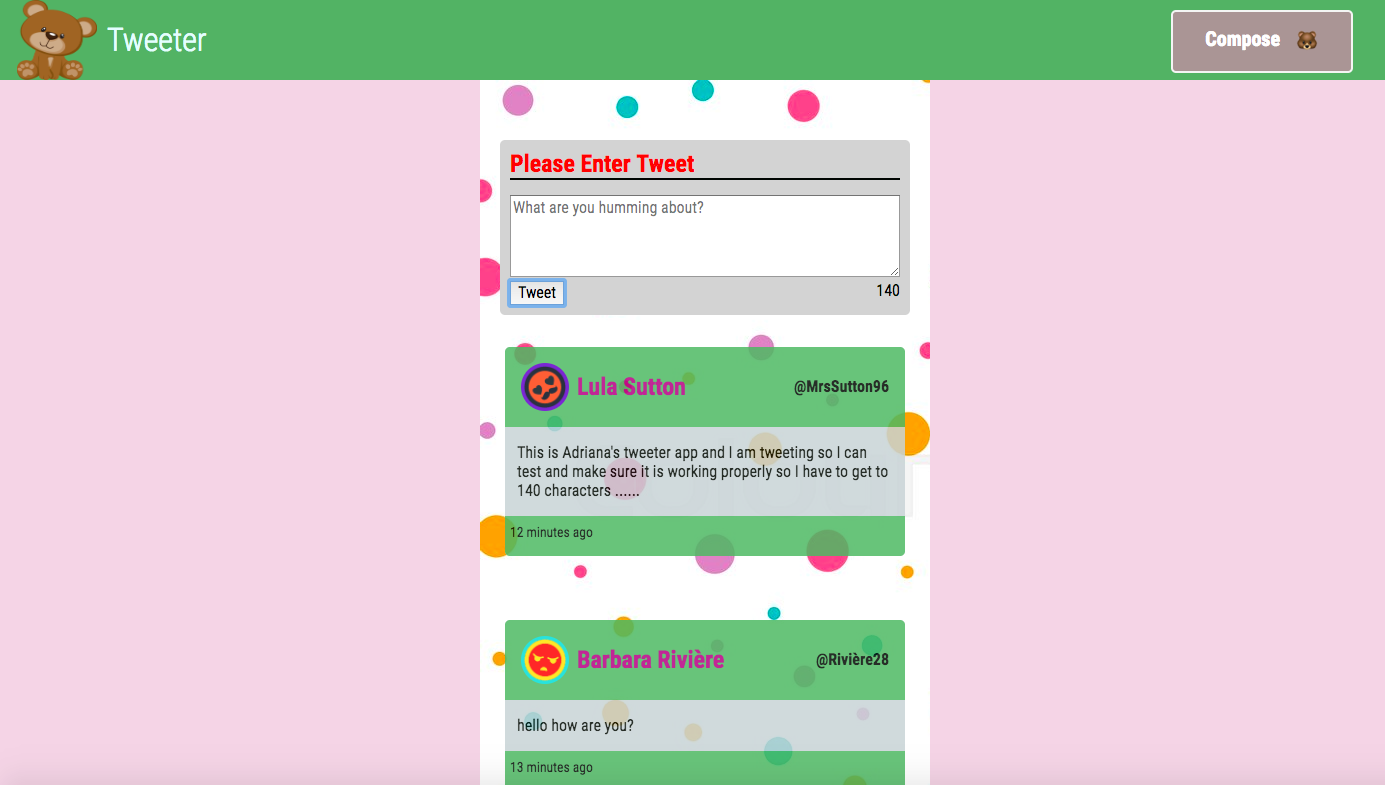 Tweeter
Compose
Please Enter Tweet
What are you humming about?
Tweet
140
Lula Sutton
@MrsSutton96
This is Adriana's tweeter app and I am tweeting so I can
test and make sure it is working properly so I have to get to
140 characters ......
12 minutes ago
Barbara Rivière
@Rivière28
hello how are you?
13 minutes ago